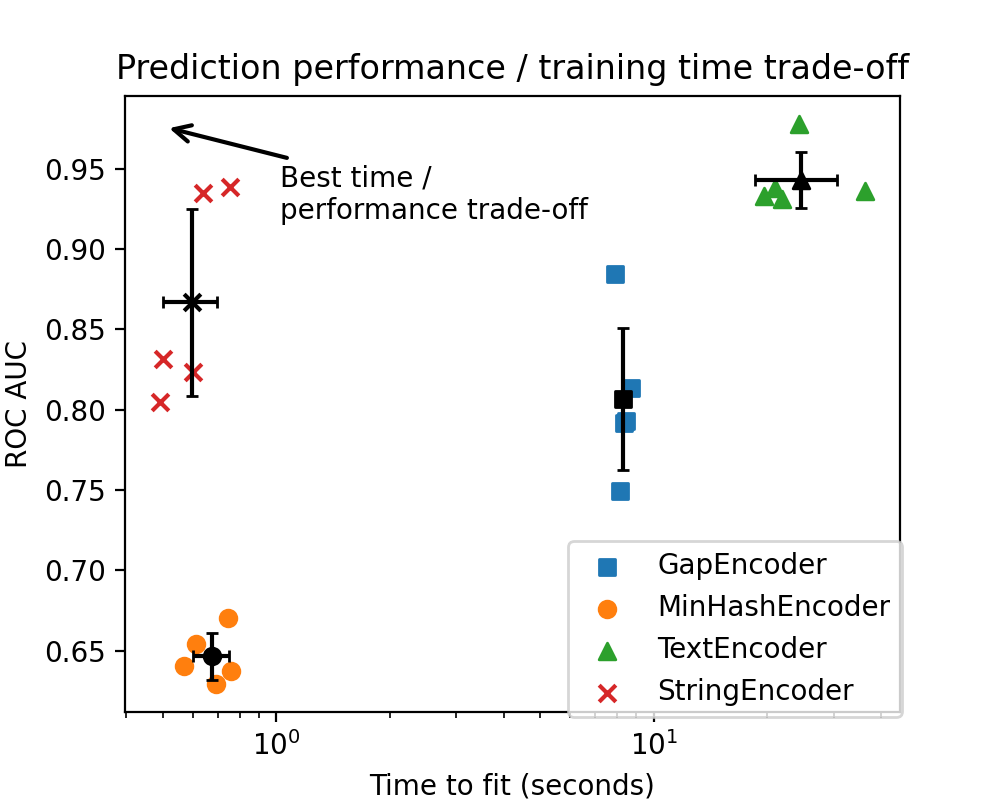 Prediction performance / training time trade-off
Best time /
performance trade-off
ROC AUC
0.95
0.90
0.85
0.80
0.75
0.70
0.65
GapEncoder
MinHashEncoder
TextEncoder
StringEncoder
10⁰
10¹
Time to fit (seconds)